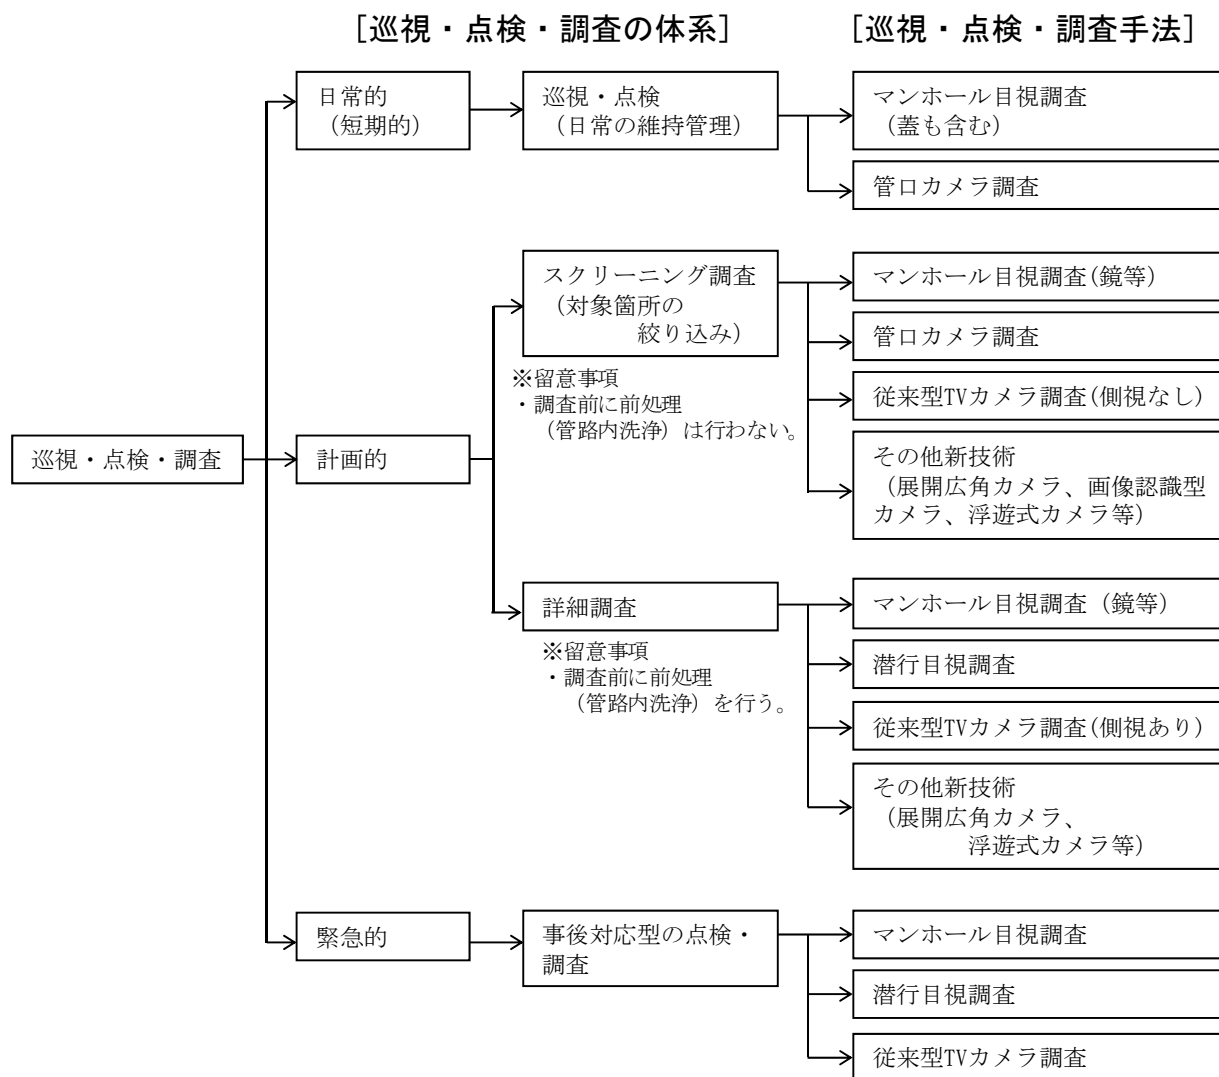 ［巡視・点検・調査の体系］
［巡視・点検・調査手法］
巡視・点検・調査
日常的
（短期的）
巡視・点検
（日常の維持管理）
マンホール目視調査
（蓋も含む）
管口カメラ調査
計画的
スクリーニング調査
（対象箇所の
絞り込み）
※留意事項
・調査前に前処理
（管路内洗浄）は行わない。
マンホール目視調査(鏡等)
管口カメラ調査
従来型TVカメラ調査(側視なし)
その他新技術
（展開広角カメラ、画像認識型
カメラ、浮遊式カメラ等）
詳細調査
※留意事項
・調査前に前処理
（管路内洗浄）を行う。
マンホール目視調査（鏡等）
潜行目視調査
従来型TVカメラ調査(側視あり)
その他新技術
（展開広角カメラ、
浮遊式カメラ等）
緊急的
事後対応型の点検・
調査
マンホール目視調査
潜行目視調査
従来型TVカメラ調査